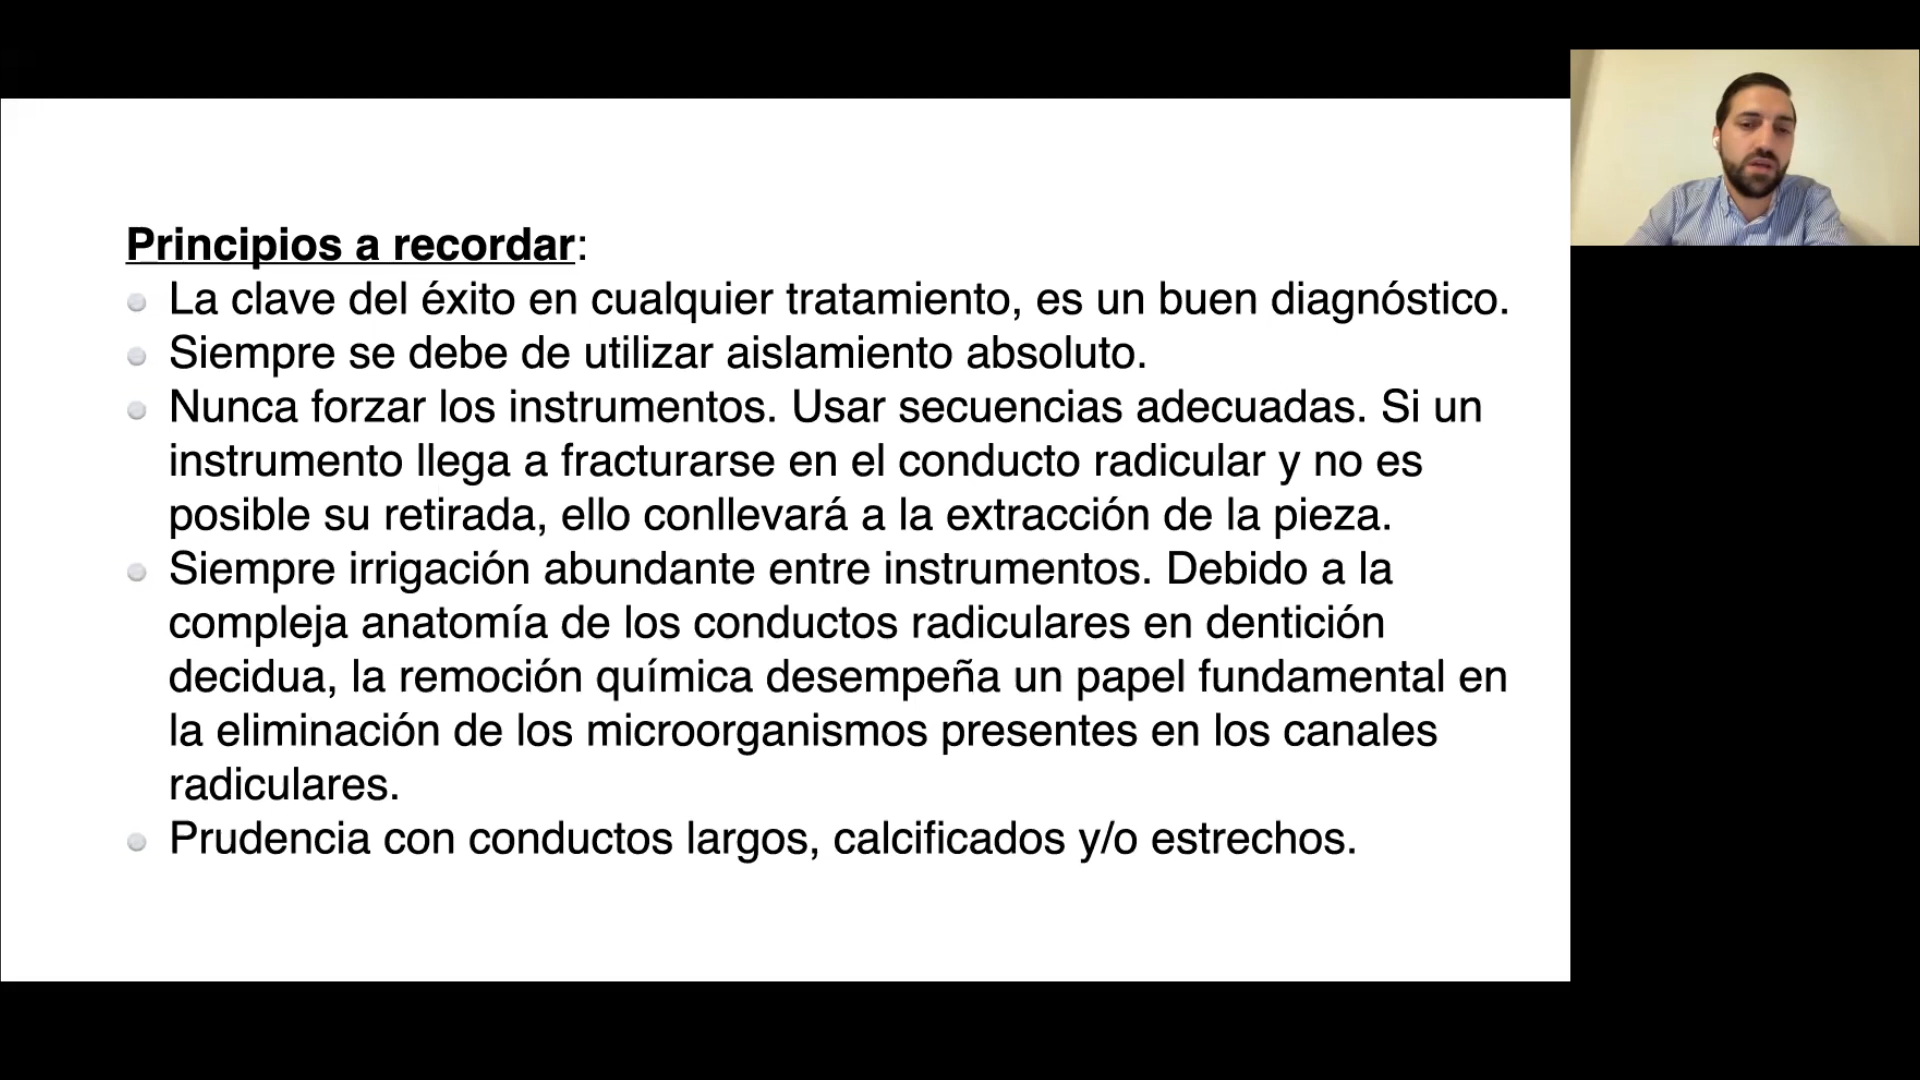 Principios a recordar:
La clave del éxito en cualquier tratamiento, es un buen diagnóstico.
Siempre se debe de utilizar aislamiento absoluto.
Nunca forzar los instrumentos. Usar secuencias adecuadas. Si un
instrumento llega a fracturarse en el conducto radicular y no es
posible su retirada, ello conllevará a la extracción de la pieza.
Siempre irrigación abundante entre instrumentos. Debido a la
compleja anatomía de los conductos radiculares en dentición
decidua, la remoción química desempeña un papel fundamental en
la eliminación de los microorganismos presentes en los canales
radiculares.
Prudencia con conductos largos, calcificados y/o estrechos.